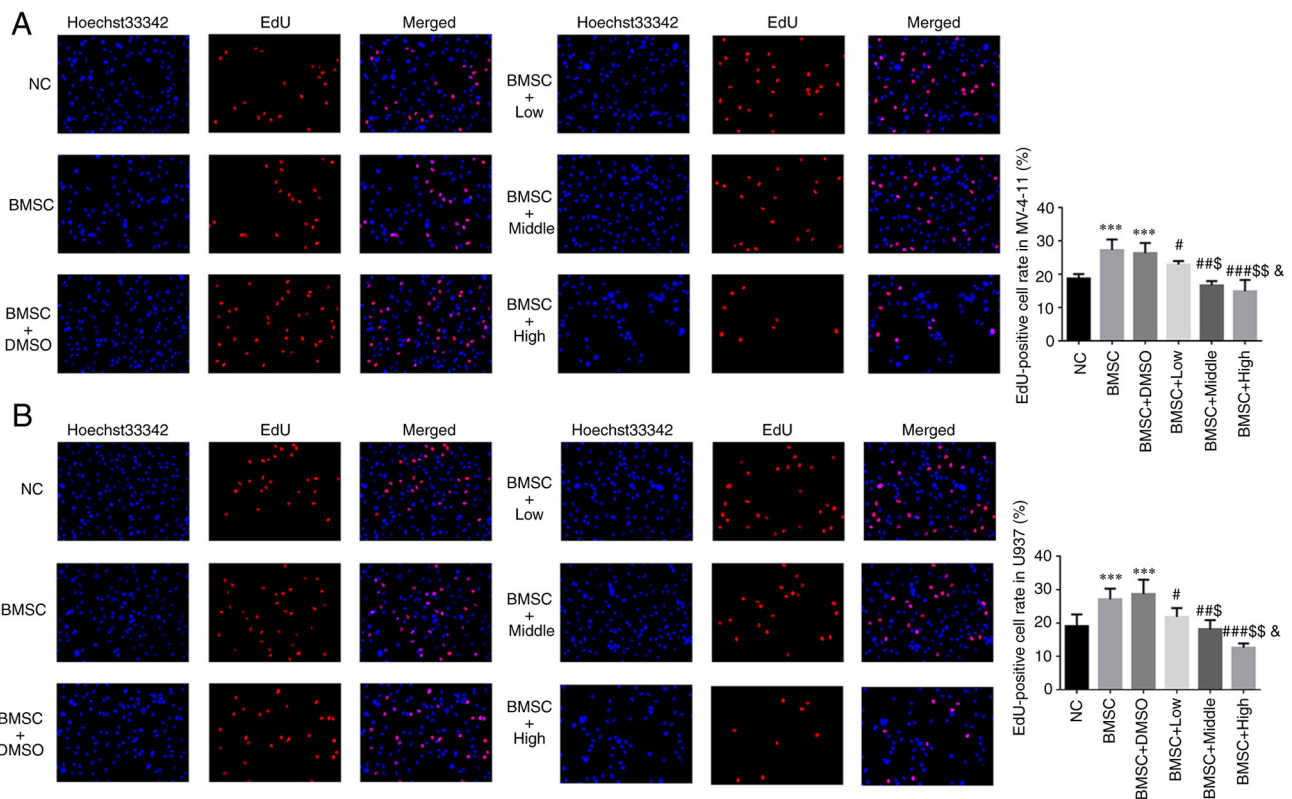 A
Hoechst33342 EdU Merged Hoechst33342 EdU Merged
NC
BMSC
+
Low
BMSC
BMSC
+
Middle
BMSC
+
DMSO
BMSC
+
High
EdU-positive cell rate in MV-4-11 (%)
40
30
20
10
0
***
***
#
##$
###$$ &
NC
BMSC
BMSC+DMSO
BMSC+Low
BMSC+Middle
BMSC+High
B
Hoechst33342 EdU Merged Hoechst33342 EdU Merged
NC
BMSC
+
Low
BMSC
BMSC
+
Middle
BMSC
+
DMSO
BMSC
+
High
EdU-positive cell rate in U937 (%)
40
30
20
10
0
***
***
#
##$
###$$ &
NC
BMSC
BMSC+DMSO
BMSC+Low
BMSC+Middle
BMSC+High